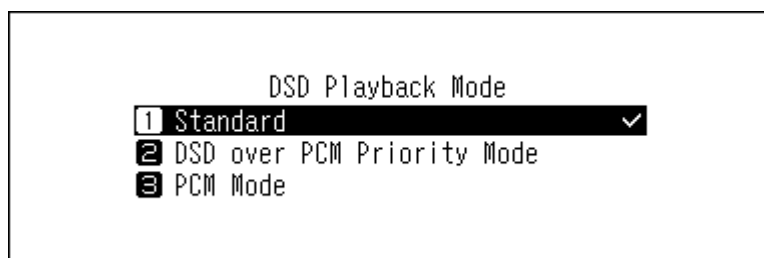 DSD Playback Mode
1 Standard
2 DSD over PCM Priority Mode
3 PCM Mode